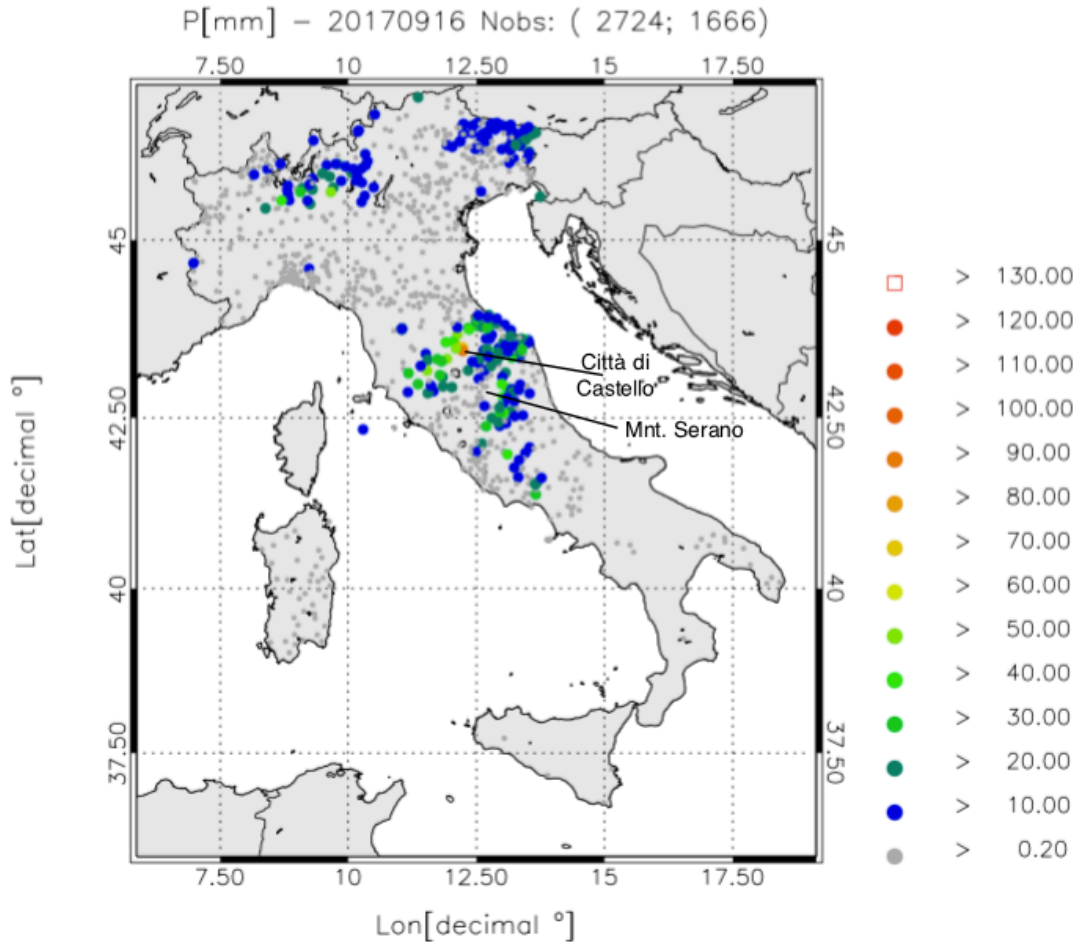 P[mm] − 20170916 Nobs: ( 2724; 1666)
7.50 10 12.50 15 17.50
45 45
42.50 42.50
40 40
37.50 37.50
Città di
Castello
Mnt. Serano
7.50 10 12.50 15 17.50
Lon[decimal °]
Lat[decimal °]
> 130.00
> 120.00
> 110.00
> 100.00
> 90.00
> 80.00
> 70.00
> 60.00
> 50.00
> 40.00
> 30.00
> 20.00
> 10.00
> 0.20